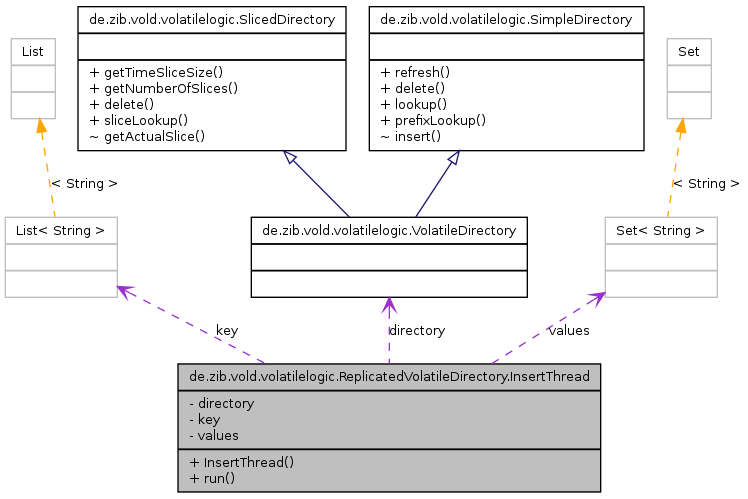 de.zib.vold.volatilelogic.SlicedDirectory
+ getTimeSliceSize()
+ getNumberOfSlices()
+ delete()
+ sliceLookup()
~ getActualSlice()
de.zib.vold.volatilelogic.SimpleDirectory
+ refresh()
+ delete()
+ lookup()
+ prefixLookup()
~ insert()
List
Set
< String >
< String >
List< String >
de.zib.vold.volatilelogic.VolatileDirectory
Set< String >
key
directory
values
de.zib.vold.volatilelogic.ReplicatedVolatileDirectory.InsertThread
- directory
- key
- values
+ InsertThread()
+ run()